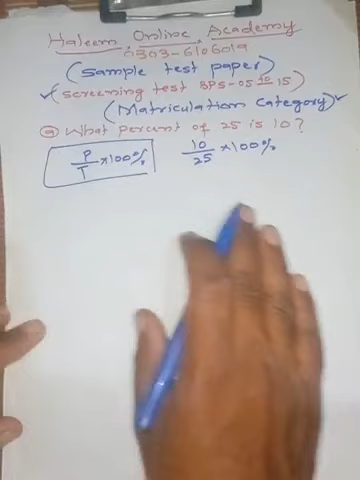 Haleem Online Academy
0303-6106019
(Sample test paper)
✓ (Screening test BPS-05 to 15)
(Matriculation Category) ✓
Q What percent of 25 is 10?
P/T ×100% 10/25 ×100%